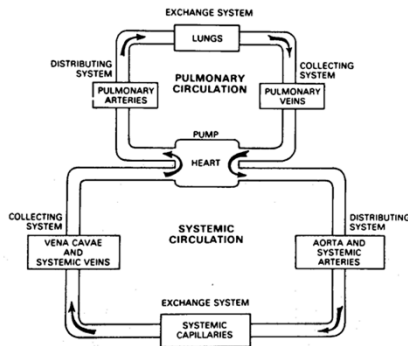 EXCHANGE SYSTEM
LUNGS
DISTRIBUTING
SYSTEM
PULMONARY
ARTERIES
PULMONARY
CIRCULATION
COLLECTING
SYSTEM
PULMONARY
VEINS
PUMP
HEART
COLLECTING
SYSTEM
VENA CAVAE
AND
SYSTEMIC VEINS
SYSTEMIC
CIRCULATION
DISTRIBUTING
SYSTEM
AORTA AND
SYSTEMIC
ARTERIES
EXCHANGE SYSTEM
SYSTEMIC
CAPILLARIES